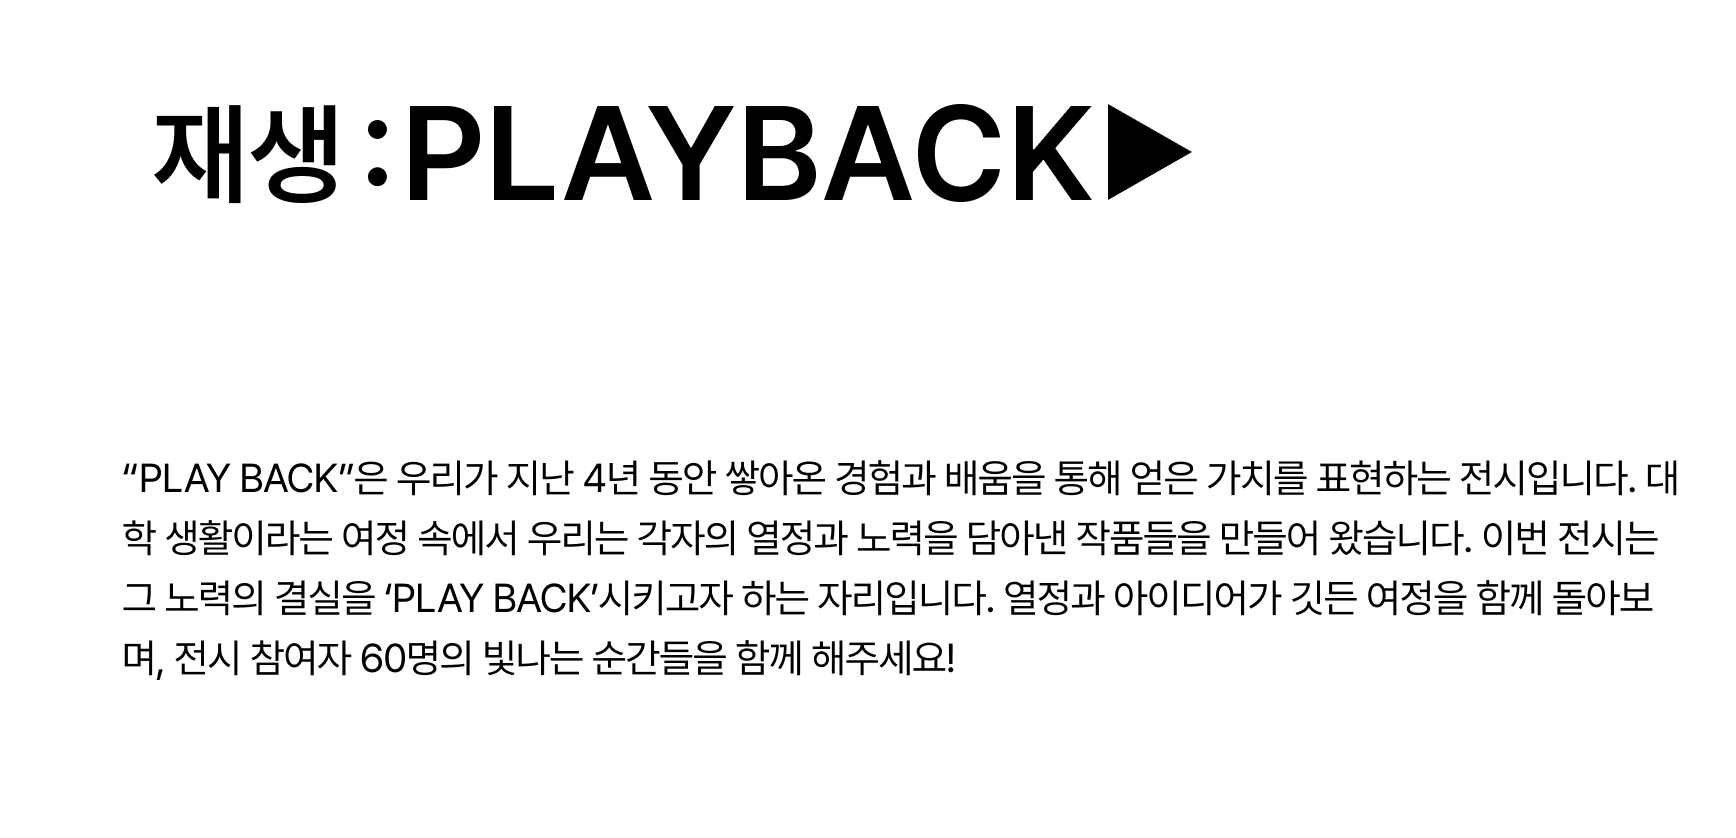 재생:PLAYBACK▶
“PLAY BACK”은 우리가 지난 4년 동안 쌓아온 경험과 배움을 통해 얻은 가치를 표현하는 전시입니다. 대
학 생활이라는 여정 속에서 우리는 각자의 열정과 노력을 담아낸 작품들을 만들어 왔습니다. 이번 전시는
그 노력의 결실을 ‘PLAY BACK’시키고자 하는 자리입니다. 열정과 아이디어가 깃든 여정을 함께 돌아보
며, 전시 참여자 60명의 빛나는 순간들을 함께 해주세요!